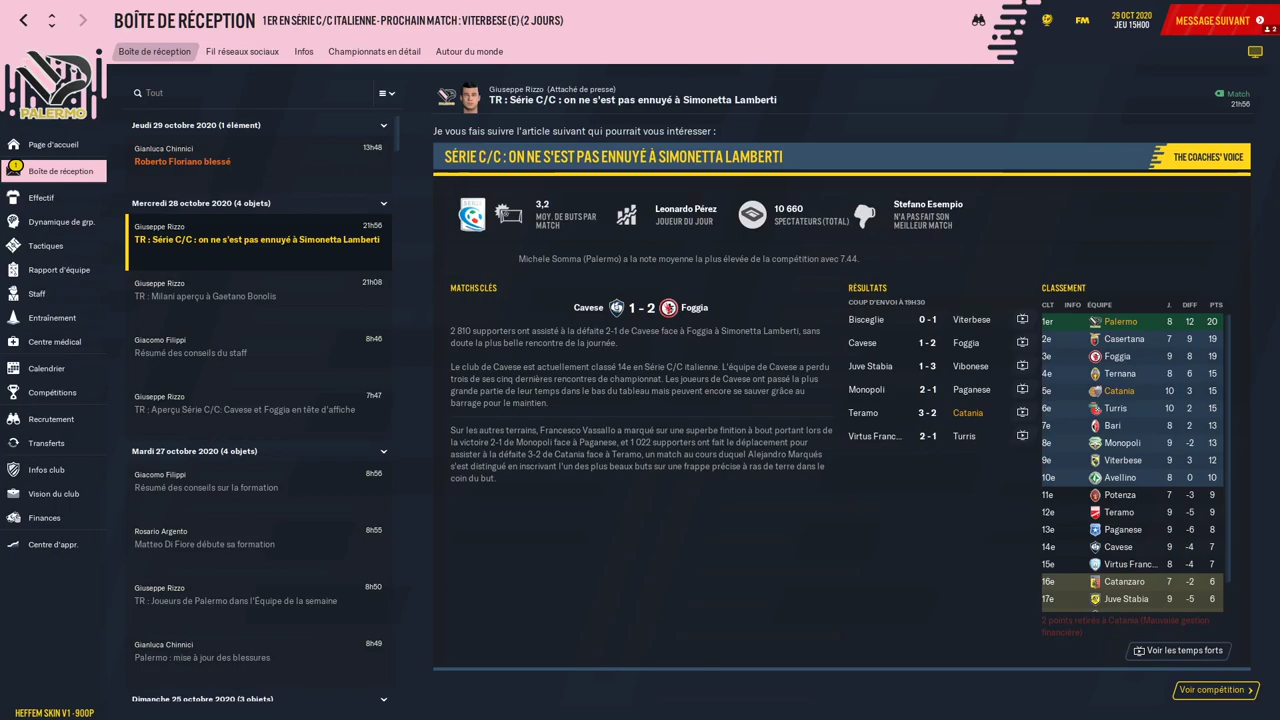 BOÎTE DE RÉCEPTION
1ER EN SÉRIE C/C ITALIENNE - PROCHAIN MATCH : VITERBESE (E) (2 JOURS)
FM
29 OCT 2020
JEU 15H00
MESSAGE SUIVANT
2
Boîte de réception
Fil réseaux sociaux
Infos
Championnats en détail
Autour du monde
PALERMO
Page d'accueil
1
Boîte de réception
Effectif
Dynamique de grp.
Tactiques
Rapport d'équipe
Staff
Entraînement
Centre médical
Calendrier
Compétitions
Recrutement
Transferts
Infos club
Vision du club
Finances
Centre d'appr.
HEFFEM SKIN V1 - 900P
Tout
Jeudi 29 octobre 2020 (1 élément)
Gianluca Chinnici 13h48
Roberto Floriano blessé
Mercredi 28 octobre 2020 (4 objets)
Giuseppe Rizzo 21h56
TR : Série C/C : on ne s'est pas ennuyé à Simonetta Lamberti
Giuseppe Rizzo 21h08
TR : Milani aperçu à Gaetano Bonolis
Giacomo Filippi 8h46
Résumé des conseils du staff
Giuseppe Rizzo 7h47
TR : Aperçu Série C/C: Cavese et Foggia en tête d'affiche
Mardi 27 octobre 2020 (4 objets)
Giacomo Filippi 8h56
Résumé des conseils sur la formation
Rosario Argento 8h55
Matteo Di Fiore débute sa formation
Giuseppe Rizzo 8h50
TR : Joueurs de Palermo dans l'Équipe de la semaine
Gianluca Chinnici 8h49
Palermo : mise à jour des blessures
Dimanche 25 octobre 2020 (3 objets)
Giuseppe Rizzo (Attaché de presse)
TR : Série C/C : on ne s'est pas ennuyé à Simonetta Lamberti
Match
21h56
Je vous fais suivre l'article suivant qui pourrait vous intéresser :
SÉRIE C/C : ON NE S'EST PAS ENNUYÉ À SIMONETTA LAMBERTI
THE COACHES' VOICE
3,2
MOY. DE BUTS PAR
MATCH
Leonardo Pérez
JOUEUR DU JOUR
10 660
SPECTATEURS (TOTAL)
Stefano Esempio
N'A PAS FAIT SON
MEILLEUR MATCH
Michele Somma (Palermo) a la note moyenne la plus élevée de la compétition avec 7.44.
MATCHS CLÉS
Cavese 1 - 2 Foggia
2 810 supporters ont assisté à la défaite 2-1 de Cavese face à Foggia à Simonetta Lamberti, sans
doute la plus belle rencontre de la journée.
Le club de Cavese est actuellement classé 14e en Série C/C italienne. L'équipe de Cavese a perdu
trois de ses cinq dernières rencontres de championnat. Les joueurs de Cavese ont passé la plus
grande partie de leur temps dans le bas du tableau mais peuvent encore se sauver grâce au
barrage pour le maintien.
Sur les autres terrains, Francesco Vassallo a marqué sur une superbe finition à bout portant lors de
la victoire 2-1 de Monopoli face à Paganese, et 1 022 supporters ont fait le déplacement pour
assister à la défaite 3-2 de Catania face à Teramo, un match au cours duquel Alejandro Marqués
s'est distingué en inscrivant l'un des plus beaux buts sur une frappe précise à ras de terre dans le
coin du but.
RÉSULTATS
COUP D'ENVOI À 19H30
Bisceglie 0 - 1 Viterbese
Cavese 1 - 2 Foggia
Juve Stabia 1 - 3 Vibonese
Monopoli 2 - 1 Paganese
Teramo 3 - 2 Catania
Virtus Franc... 2 - 1 Turris
CLASSEMENT
CLT INFO ÉQUIPE J. DIFF PTS
1er Palermo 8 12 20
2e Casertana 7 9 19
3e Foggia 9 8 19
4e Ternana 8 6 15
5e Catania 10 3 15
6e Turris 10 2 15
7e Bari 8 2 13
8e Monopoli 9 -2 13
9e Viterbese 9 3 12
10e Avellino 8 0 10
11e Potenza 7 -3 9
12e Teramo 9 -5 9
13e Paganese 9 -6 8
14e Cavese 9 -4 7
15e Virtus Franc... 8 -4 7
16e Catanzaro 7 -2 6
17e Juve Stabia 9 -5 6
2 points retirés à Catania (Mauvaise gestion
financière)
Voir les temps forts
Voir compétition